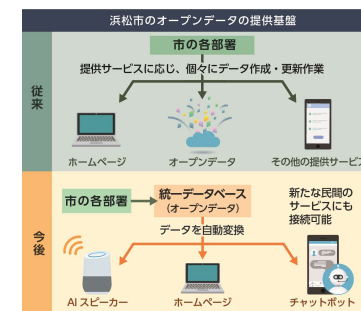 浜松市のオープンデータの提供基盤
従来
市の各部署
提供サービスに応じ、個々にデータ作成・更新作業
ホームページ
オープンデータ
その他の提供サービス
今後
市の各部署
統一データベース
(オープンデータ)
新たな民間の
サービスにも
接続可能
データを自動変換
AIスピーカー
ホームページ
チャットボット